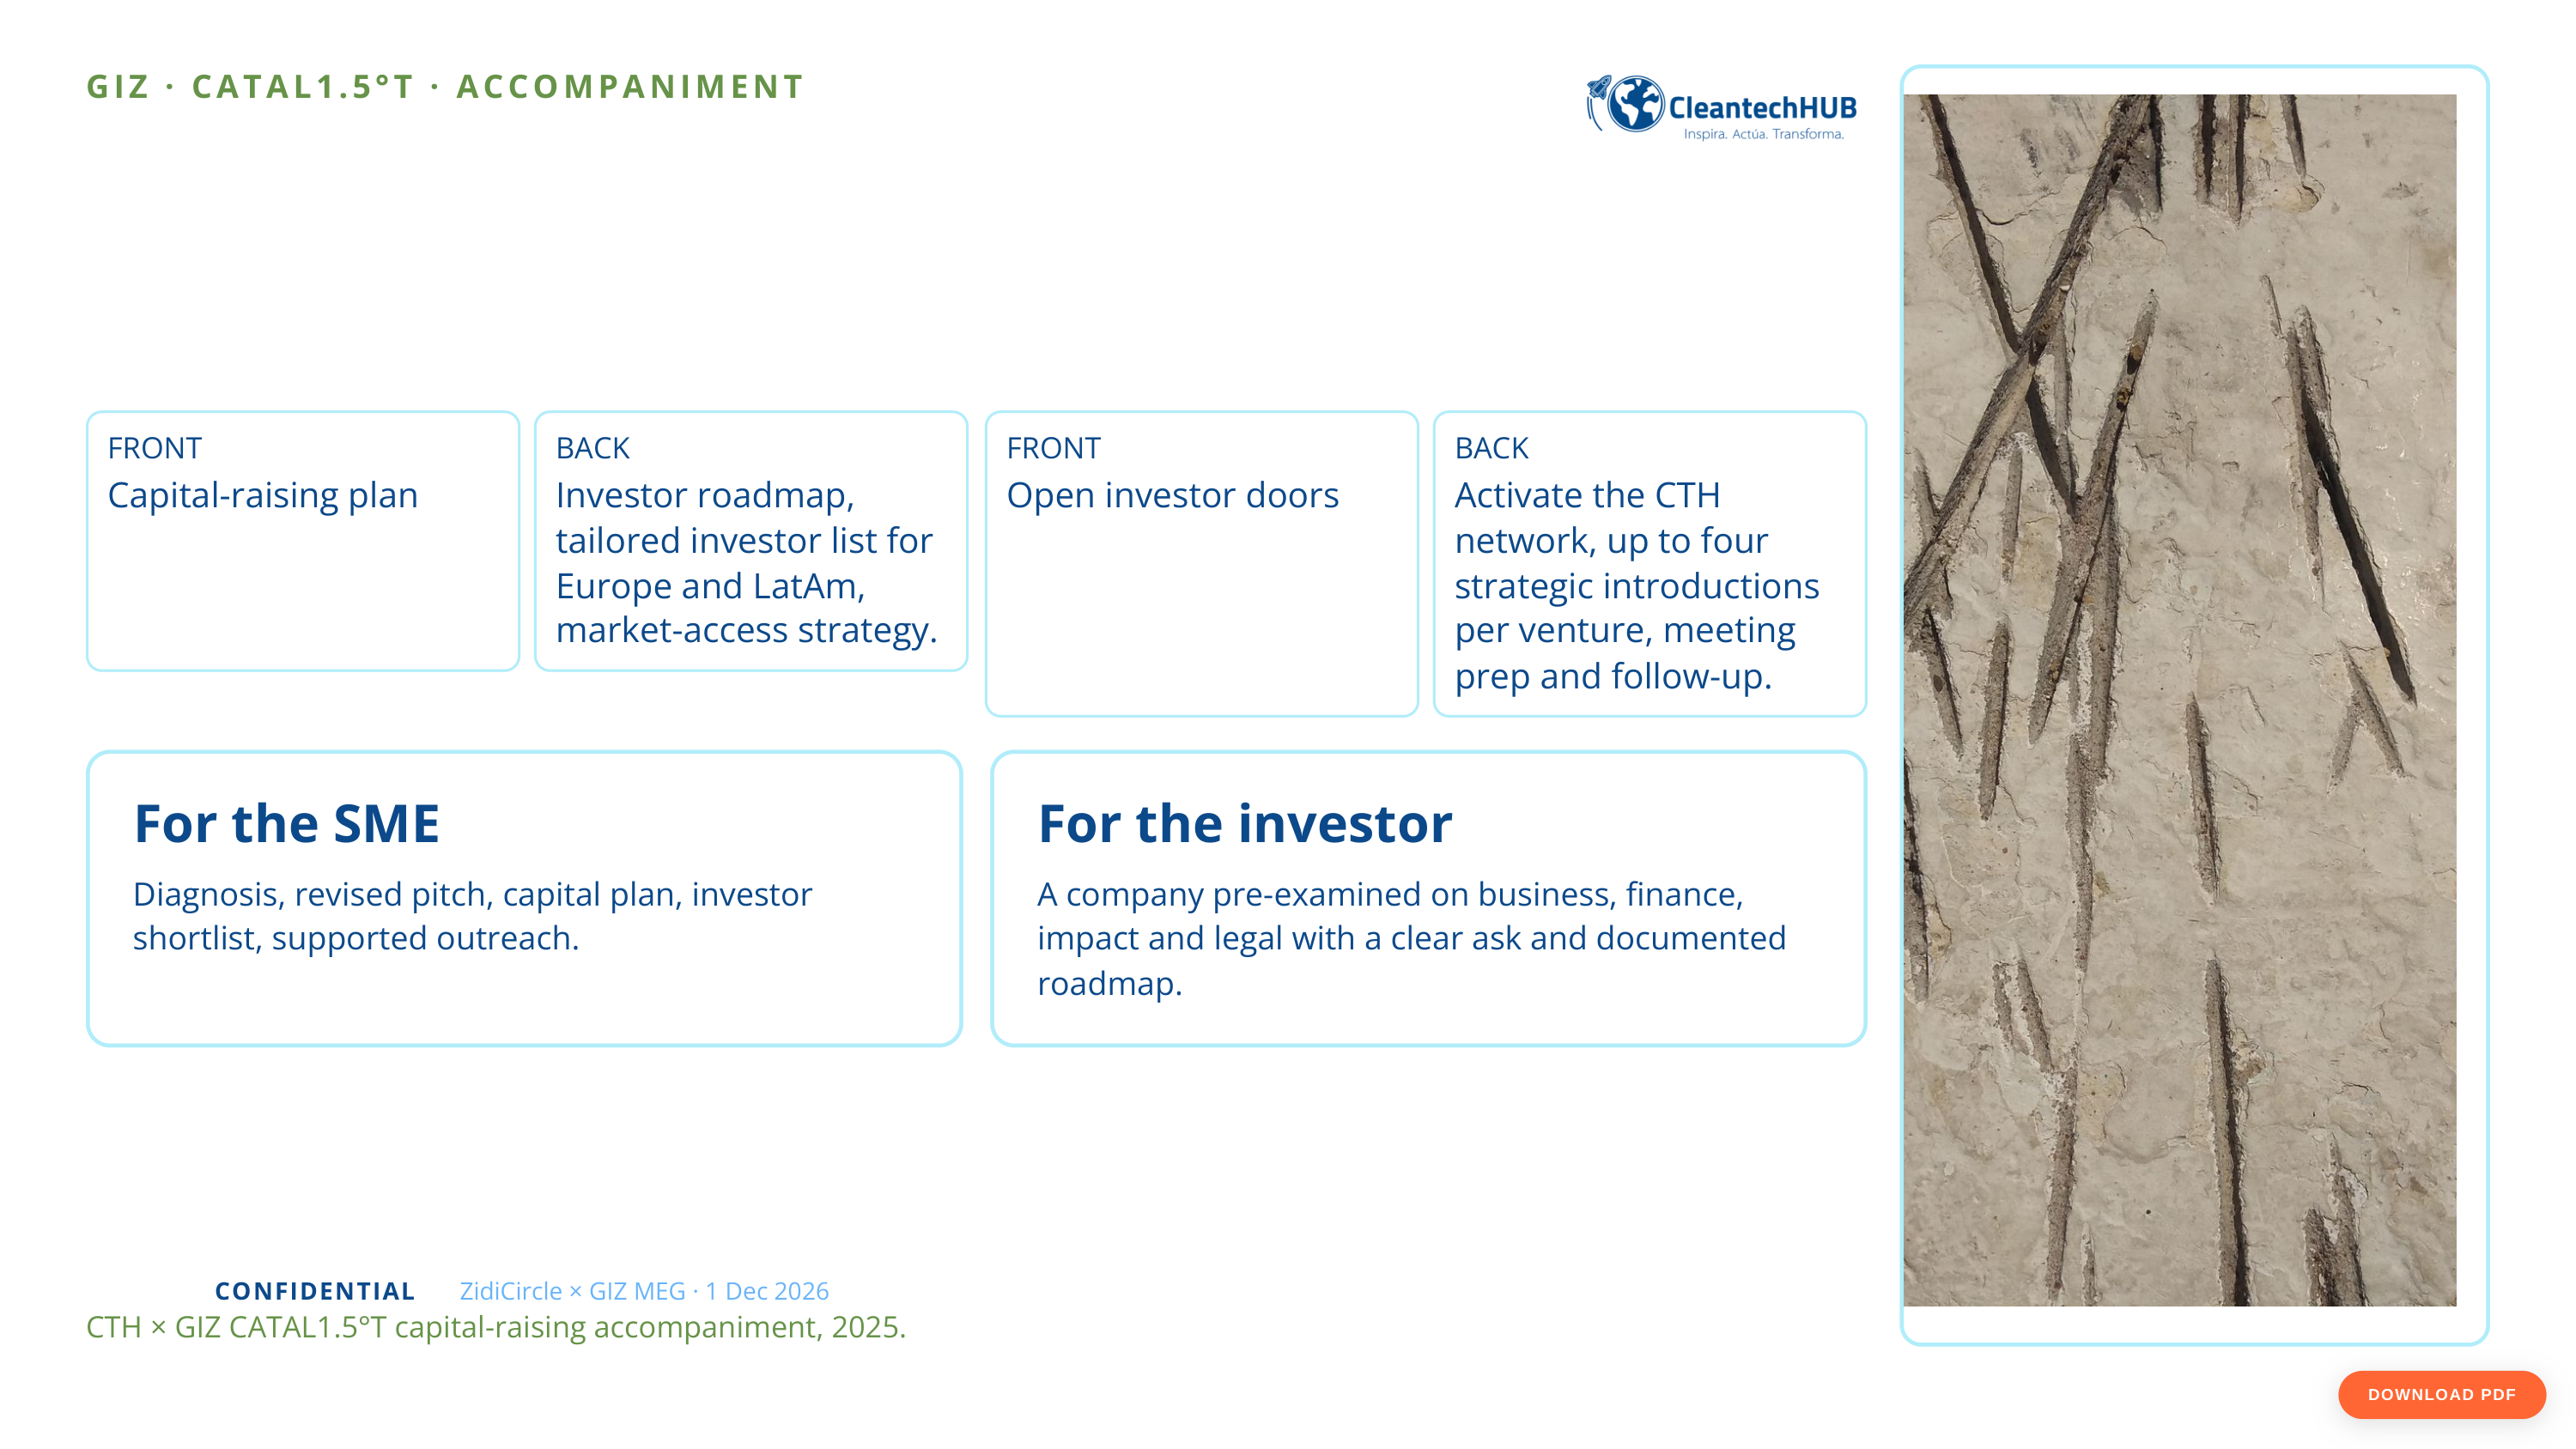 GIZ · CATAL1.5°T · ACCOMPANIMENT
CleantechHUB
Inspira. Actúa. Transforma.
FRONT
Capital-raising plan
BACK
Investor roadmap,
tailored investor list for
Europe and LatAm,
market-access strategy.
FRONT
Open investor doors
BACK
Activate the CTH
network, up to four
strategic introductions
per venture, meeting
prep and follow-up.
For the SME
Diagnosis, revised pitch, capital plan, investor
shortlist, supported outreach.
For the investor
A company pre-examined on business, finance,
impact and legal with a clear ask and documented
roadmap.
CONFIDENTIAL ZidiCircle × GIZ MEG · 1 Dec 2026
CTH × GIZ CATAL1.5°T capital-raising accompaniment, 2025.
DOWNLOAD PDF